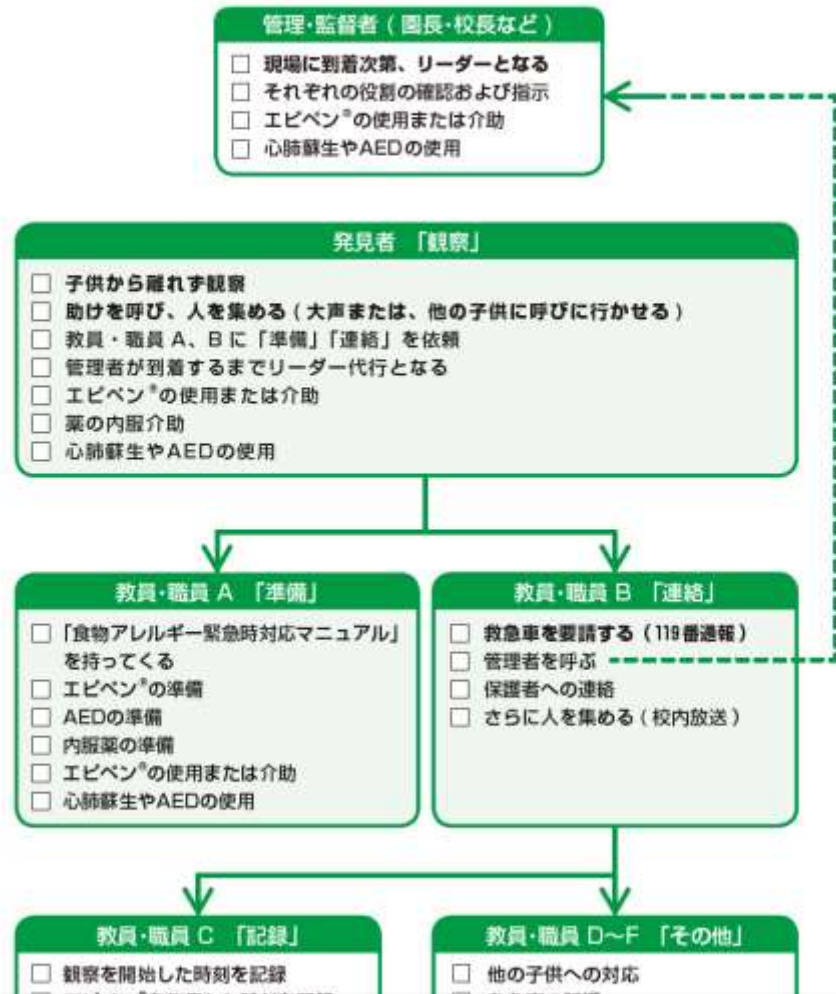 管理・監督者(園長・校長など)
□ 現場に到着次第、リーダーとなる
□ それぞれの役割の確認および指示
□ エピペン®の使用または介助
□ 心肺蘇生やAEDの使用
発見者 「観察」
□ 子供から離れず観察
□ 助けを呼び、人を集める(大声または、他の子供に呼びに行かせる)
□ 教員・職員 A、B に「準備」「連絡」を依頼
□ 管理者が到着するまでリーダー代行となる
□ エピペン®の使用または介助
□ 薬の内服介助
□ 心肺蘇生やAEDの使用
教員・職員 A 「準備」
□ 「食物アレルギー緊急時対応マニュアル」
を持ってくる
□ エピペン®の準備
□ AEDの準備
□ 内服薬の準備
□ エピペン®の使用または介助
□ 心肺蘇生やAEDの使用
教員・職員 B 「連絡」
□ 救急車を要請する(119番通報)
□ 管理者を呼ぶ
□ 保護者への連絡
□ さらに人を集める(校内放送)
教員・職員 C 「記録」
□ 観察を開始した時刻を記録
教員・職員 D~F 「その他」
□ 他の子供への対応